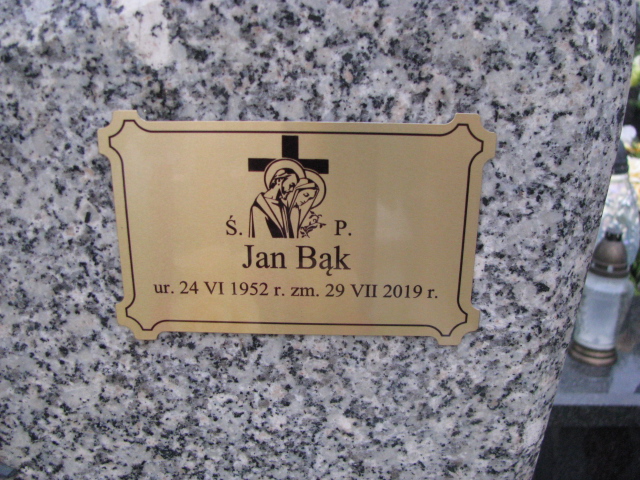 Ś. P.
Jan Bąk
ur. 24 VI 1952 r. zm. 29 VII 2019 r.